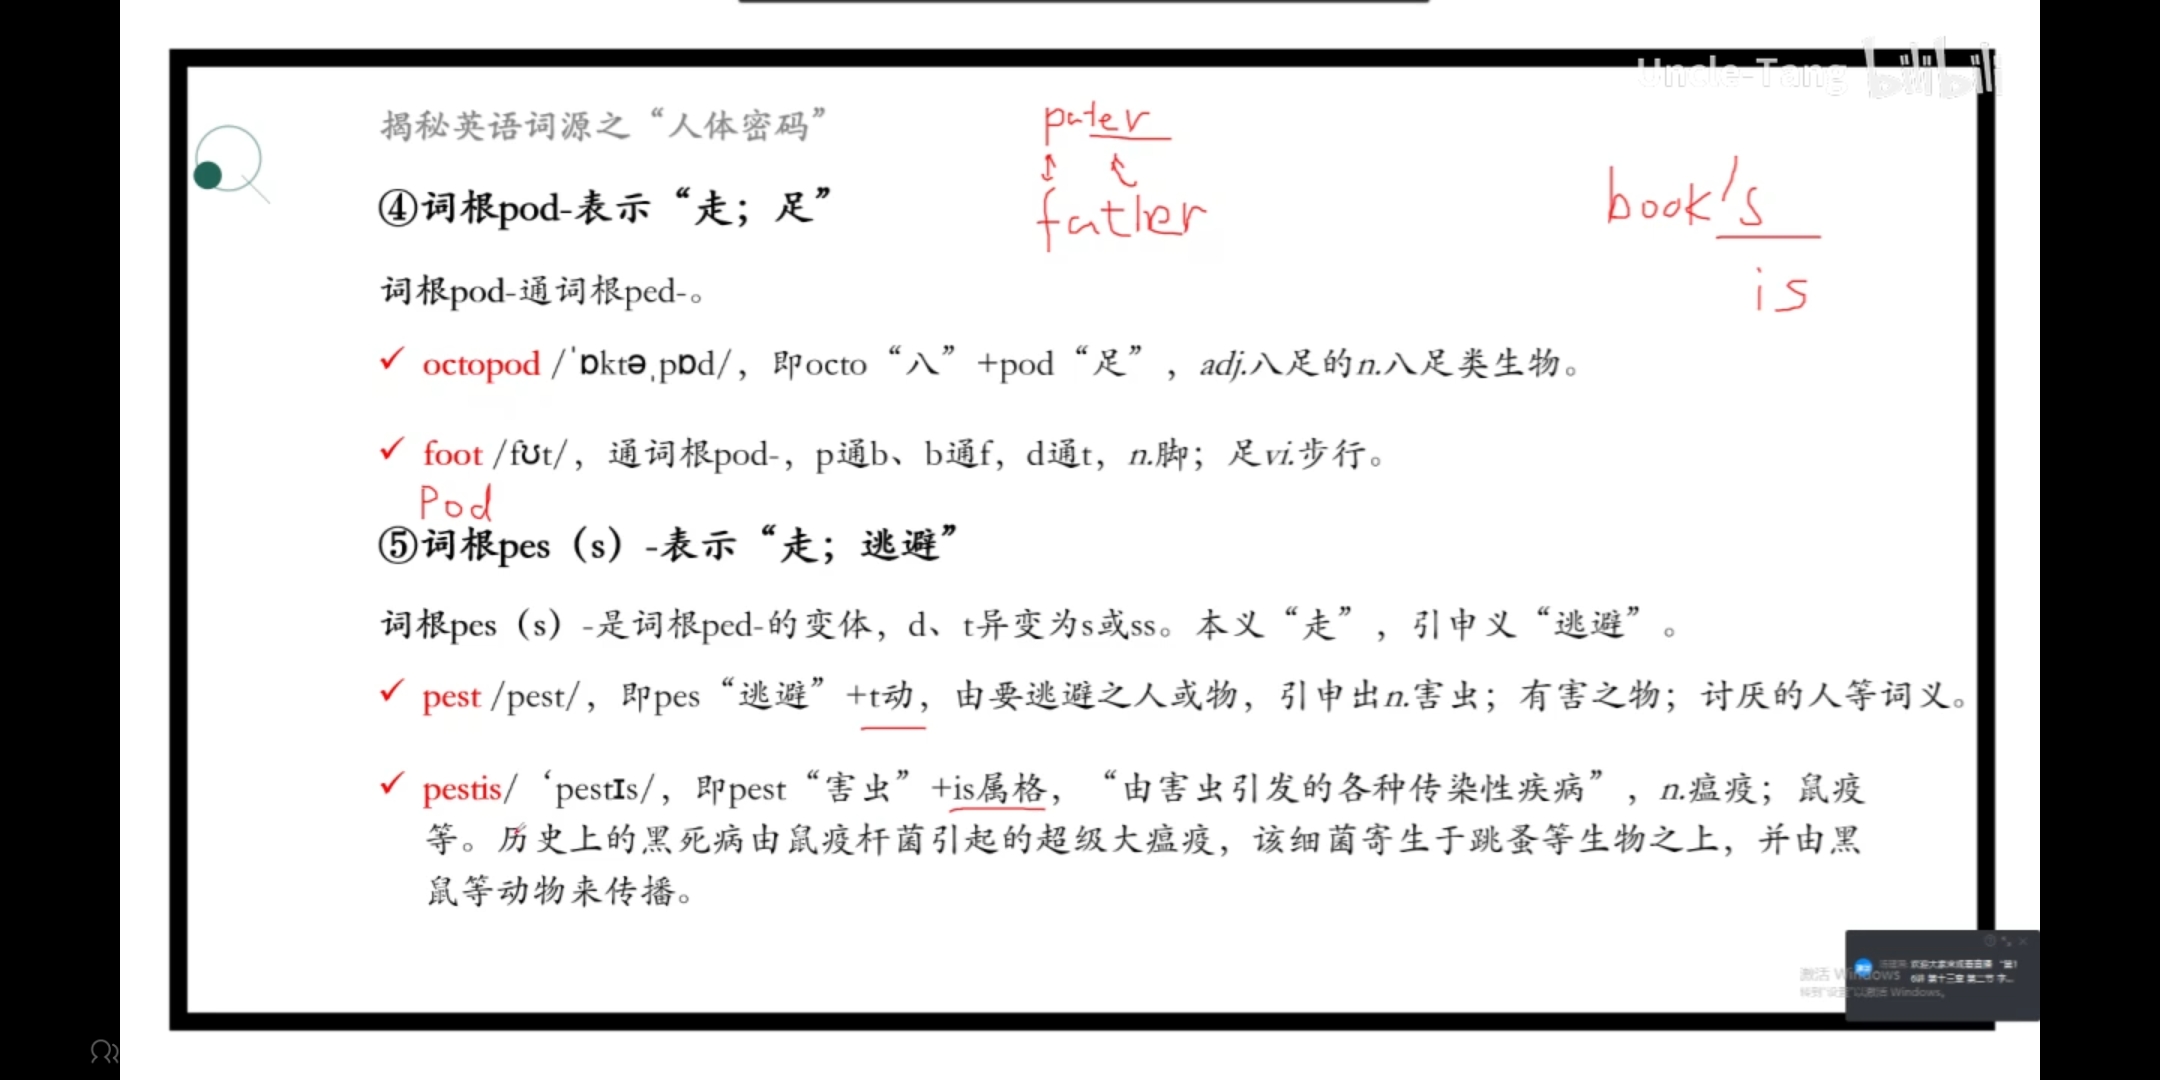 Uncle-Tang bilibili
揭秘英语词源之“人体密码”
pater
father
book's
is
④词根pod-表示“走；足”
词根pod-通词根ped-。
✓ octopod /ˈɒktəˌpɒd/，即octo“八”+pod“足”，adj.八足的n.八足类生物。
✓ foot /fʊt/，通词根pod-，p通b、b通f，d通t，n.脚；足vi.步行。
Pod
⑤词根pes（s）-表示“走；逃避”
词根pes（s）-是词根ped-的变体，d、t异变为s或ss。本义“走”，引申义“逃避”。
✓ pest /pest/，即pes“逃避”+t动，由要逃避之人或物，引申出n.害虫；有害之物；讨厌的人等词义。
✓ pestis/ ‘pestɪs/，即pest“害虫”+is属格，“由害虫引发的各种传染性疾病”，n.瘟疫；鼠疫
等。历史上的黑死病由鼠疫杆菌引起的超级大瘟疫，该细菌寄生于跳蚤等生物之上，并由黑
鼠等动物来传播。
激活 Windows
转到“设置”以激活 Windows。